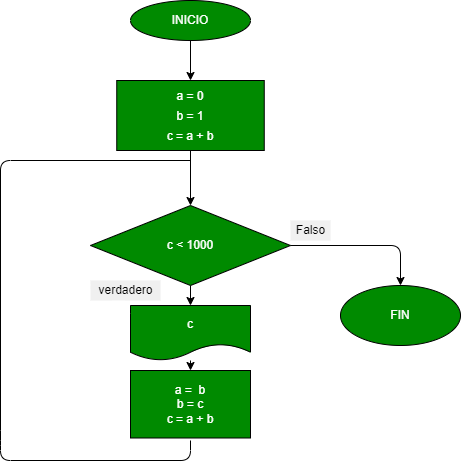 INICIO
a = 0
b = 1
c = a + b
c < 1000
Falso
verdadero
FIN
c
a = b
b = c
c = a + b